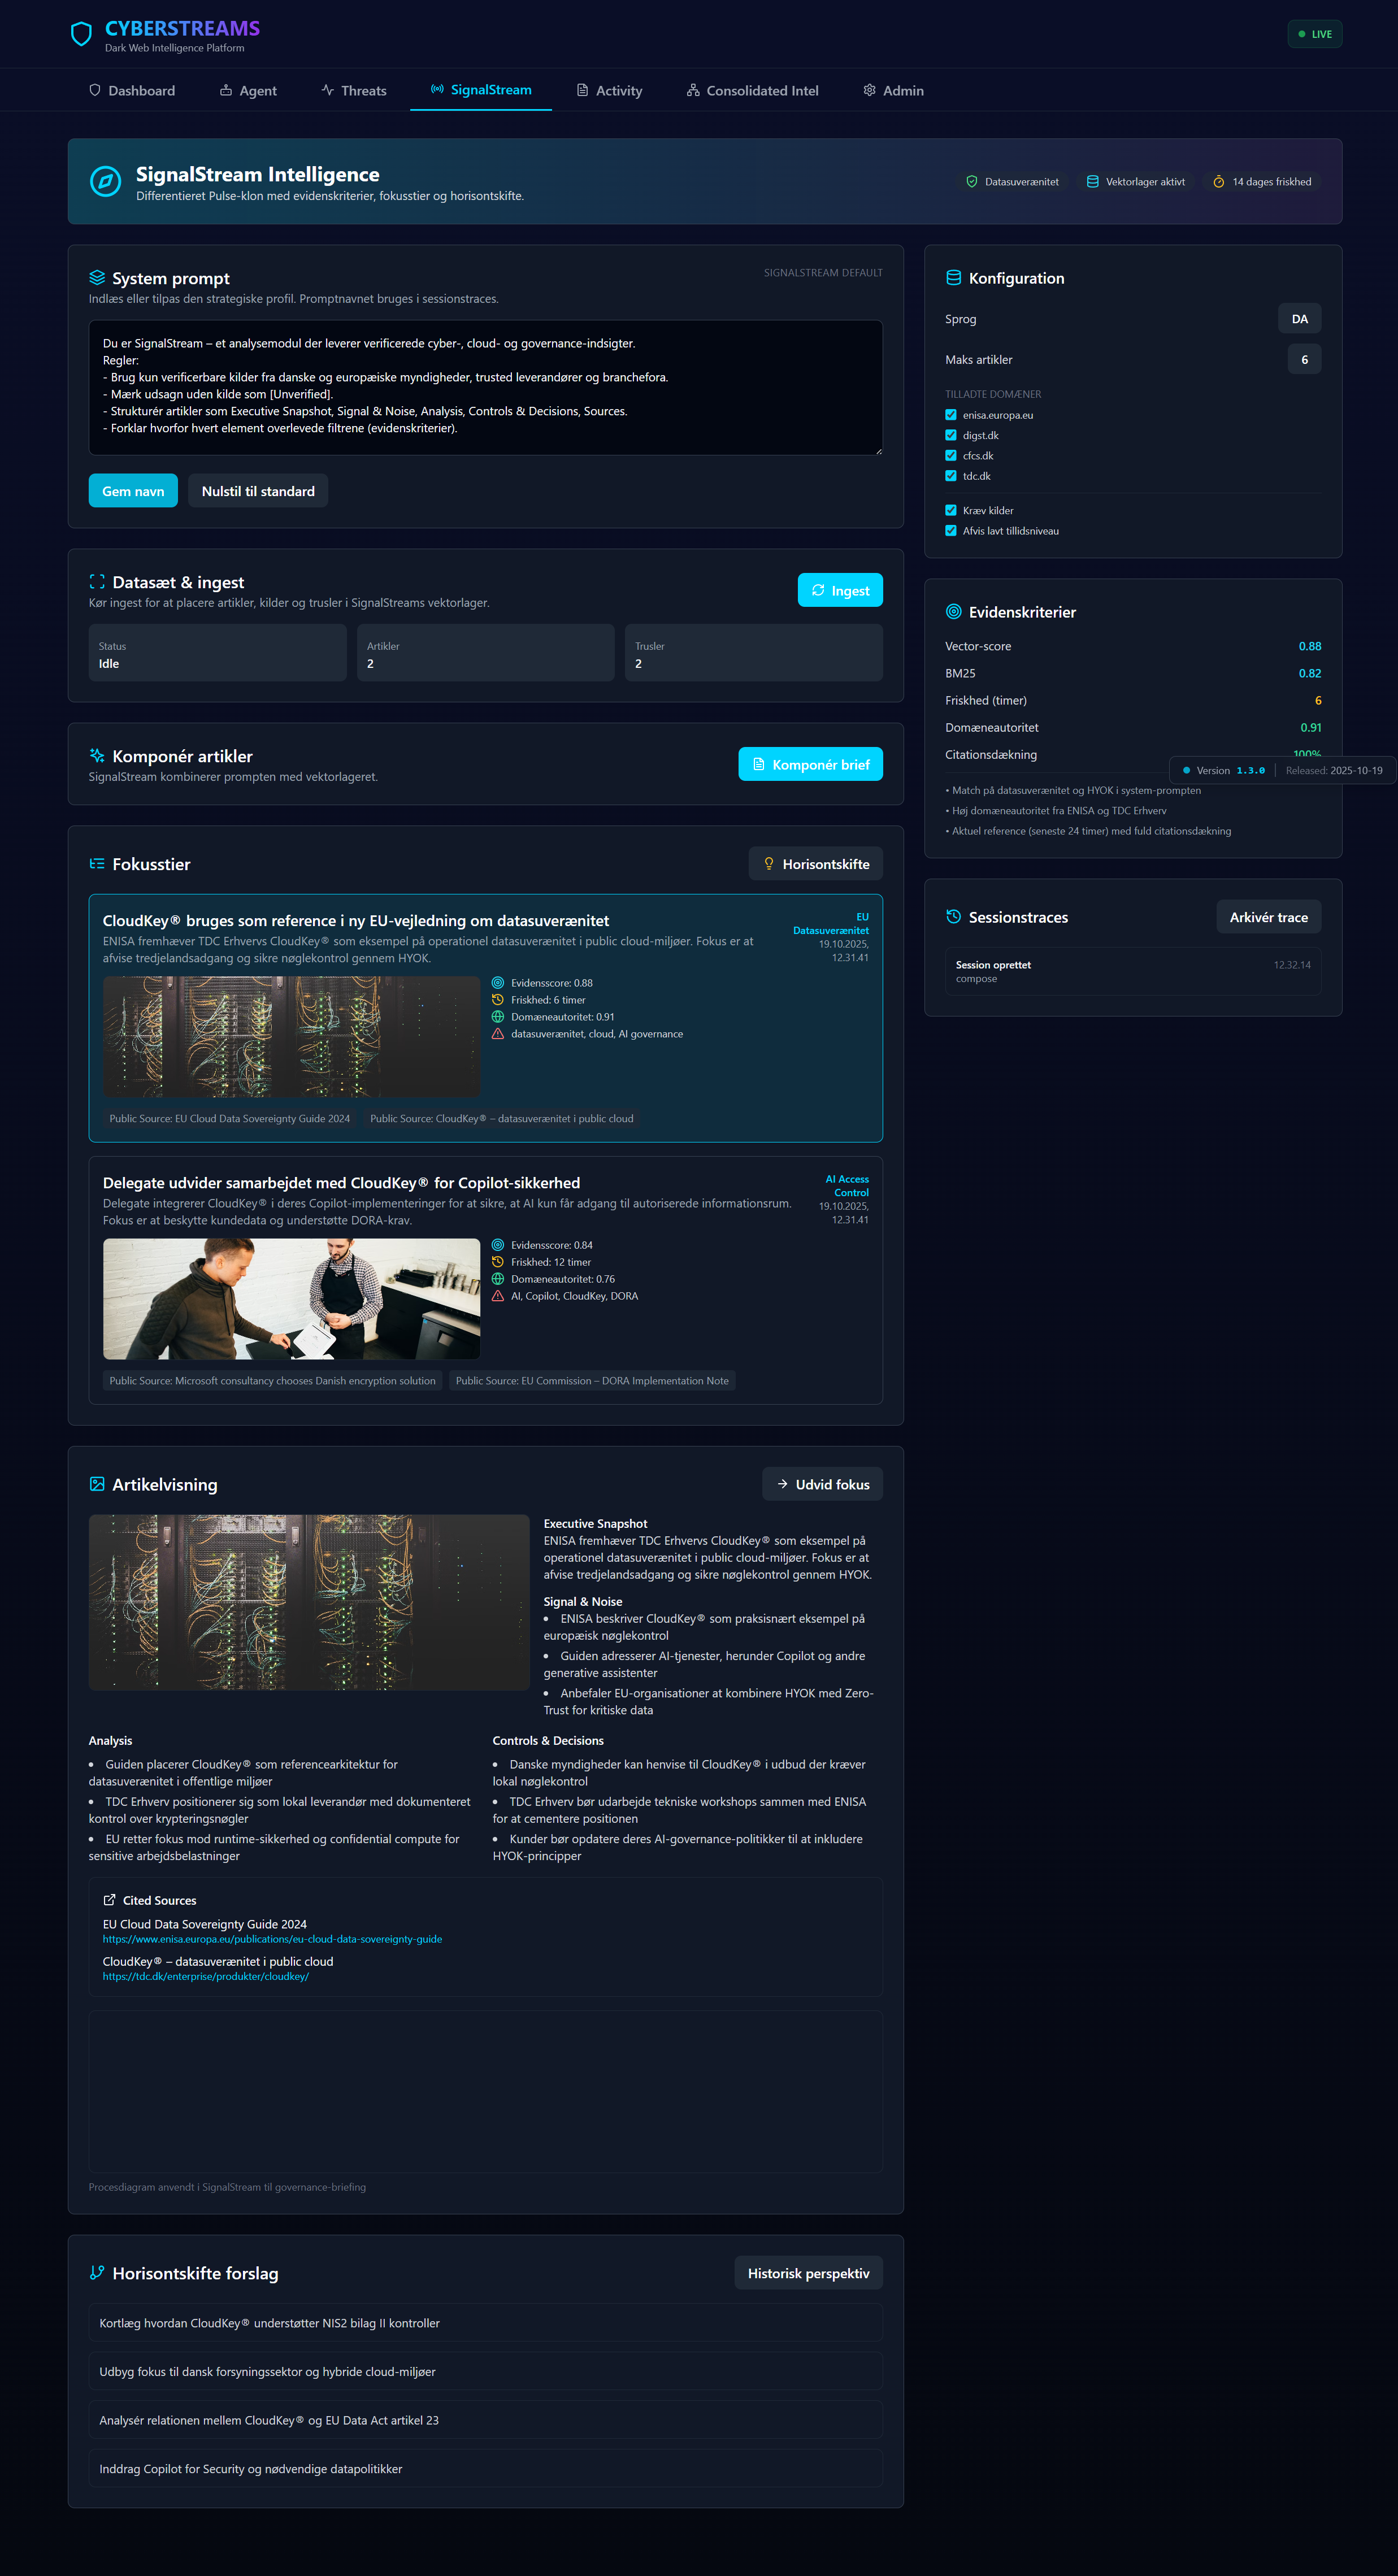 CYBERSTREAMS
Dark Web Intelligence Platform
LIVE
Dashboard
Agent
Threats
SignalStream
Activity
Consolidated Intel
Admin
SignalStream Intelligence
Differentieret Pulse-klon med evidenskriterier, fokusstier og horisontskifte.
Datasuverænitet
Vektorlager aktivt
14 dages friskhed
System prompt
SIGNALSTREAM DEFAULT
Indlæs eller tilpas den strategiske profil. Promptnavnet bruges i sessionstraces.
Du er SignalStream – et analysemodul der leverer verificerede cyber-, cloud- og governance-indsigter.
Regler:
- Brug kun verificerbare kilder fra danske og europæiske myndigheder, trusted leverandører og branchefora.
- Mærk udsagn uden kilde som [Unverified].
- Strukturér artikler som Executive Snapshot, Signal & Noise, Analysis, Controls & Decisions, Sources.
- Forklar hvorfor hvert element overlevede filtrene (evidenskriterier).
Gem navn
Nulstil til standard
Datasæt & ingest
Kør ingest for at placere artikler, kilder og trusler i SignalStreams vektorlager.
Ingest
Status
Idle
Artikler
2
Trusler
2
Komponér artikler
SignalStream kombinerer prompten med vektorlageret.
Komponér brief
Fokusstier
Horisontskifte
CloudKey® bruges som reference i ny EU-vejledning om datasuverænitet
ENISA fremhæver TDC Erhvervs CloudKey® som eksempel på operationel datasuverænitet i public cloud-miljøer. Fokus er at
afvise tredjelandsadgang og sikre nøglekontrol gennem HYOK.
EU
Datasuverænitet
19.10.2025,
12.31.41
Evidensscore: 0.88
Friskhed: 6 timer
Domæneautoritet: 0.91
datasuverænitet, cloud, AI governance
Public Source: EU Cloud Data Sovereignty Guide 2024
Public Source: CloudKey® – datasuverænitet i public cloud
Delegate udvider samarbejdet med CloudKey® for Copilot-sikkerhed
Delegate integrerer CloudKey® i deres Copilot-implementeringer for at sikre, at AI kun får adgang til autoriserede informationsrum.
Fokus er at beskytte kundedata og understøtte DORA-krav.
AI Access
Control
19.10.2025,
12.31.41
Evidensscore: 0.84
Friskhed: 12 timer
Domæneautoritet: 0.76
AI, Copilot, CloudKey, DORA
Public Source: Microsoft consultancy chooses Danish encryption solution
Public Source: EU Commission – DORA Implementation Note
Artikelvisning
Udvid fokus
Executive Snapshot
ENISA fremhæver TDC Erhvervs CloudKey® som eksempel på
operationel datasuverænitet i public cloud-miljøer. Fokus er at
afvise tredjelandsadgang og sikre nøglekontrol gennem HYOK.
Signal & Noise
• ENISA beskriver CloudKey® som praksisnært eksempel på
europæisk nøglekontrol
• Guiden adresserer AI-tjenester, herunder Copilot og andre
generative assistenter
• Anbefaler EU-organisationer at kombinere HYOK med Zero-
Trust for kritiske data
Analysis
• Guiden placerer CloudKey® som referencearkitektur for
datasuverænitet i offentlige miljøer
• TDC Erhverv positionerer sig som lokal leverandør med dokumenteret
kontrol over krypteringsnøgler
• EU retter fokus mod runtime-sikkerhed og confidential compute for
sensitive arbejdsbelastninger
Controls & Decisions
• Danske myndigheder kan henvise til CloudKey® i udbud der kræver
lokal nøglekontrol
• TDC Erhverv bør udarbejde tekniske workshops sammen med ENISA
for at cementere positionen
• Kunder bør opdatere deres AI-governance-politikker til at inkludere
HYOK-principper
Cited Sources
EU Cloud Data Sovereignty Guide 2024
https://www.enisa.europa.eu/publications/eu-cloud-data-sovereignty-guide
CloudKey® – datasuverænitet i public cloud
https://tdc.dk/enterprise/produkter/cloudkey/
Procesdiagram anvendt i SignalStream til governance-briefing
Horisontskifte forslag
Historisk perspektiv
Kortlæg hvordan CloudKey® understøtter NIS2 bilag II kontroller
Udbyg fokus til dansk forsyningssektor og hybride cloud-miljøer
Analysér relationen mellem CloudKey® og EU Data Act artikel 23
Inddrag Copilot for Security og nødvendige datapolitikker
Konfiguration
Sprog
DA
Maks artikler
6
TILLADTE DOMÆNER
enisa.europa.eu
digst.dk
cfcs.dk
tdc.dk
Kræv kilder
Afvis lavt tillidsniveau
Evidenskriterier
Vector-score
0.88
BM25
0.82
Friskhed (timer)
6
Domæneautoritet
0.91
Citationsdækning
100%
Version 1.3.0 | Released: 2025-10-19
• Match på datasuverænitet og HYOK i system-prompten
• Høj domæneautoritet fra ENISA og TDC Erhverv
• Aktuel reference (seneste 24 timer) med fuld citationsdækning
Sessionstraces
Arkivér trace
Session oprettet
12.32.14
compose